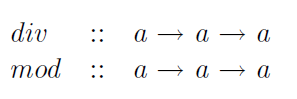 div :: a → a → a
mod :: a → a → a